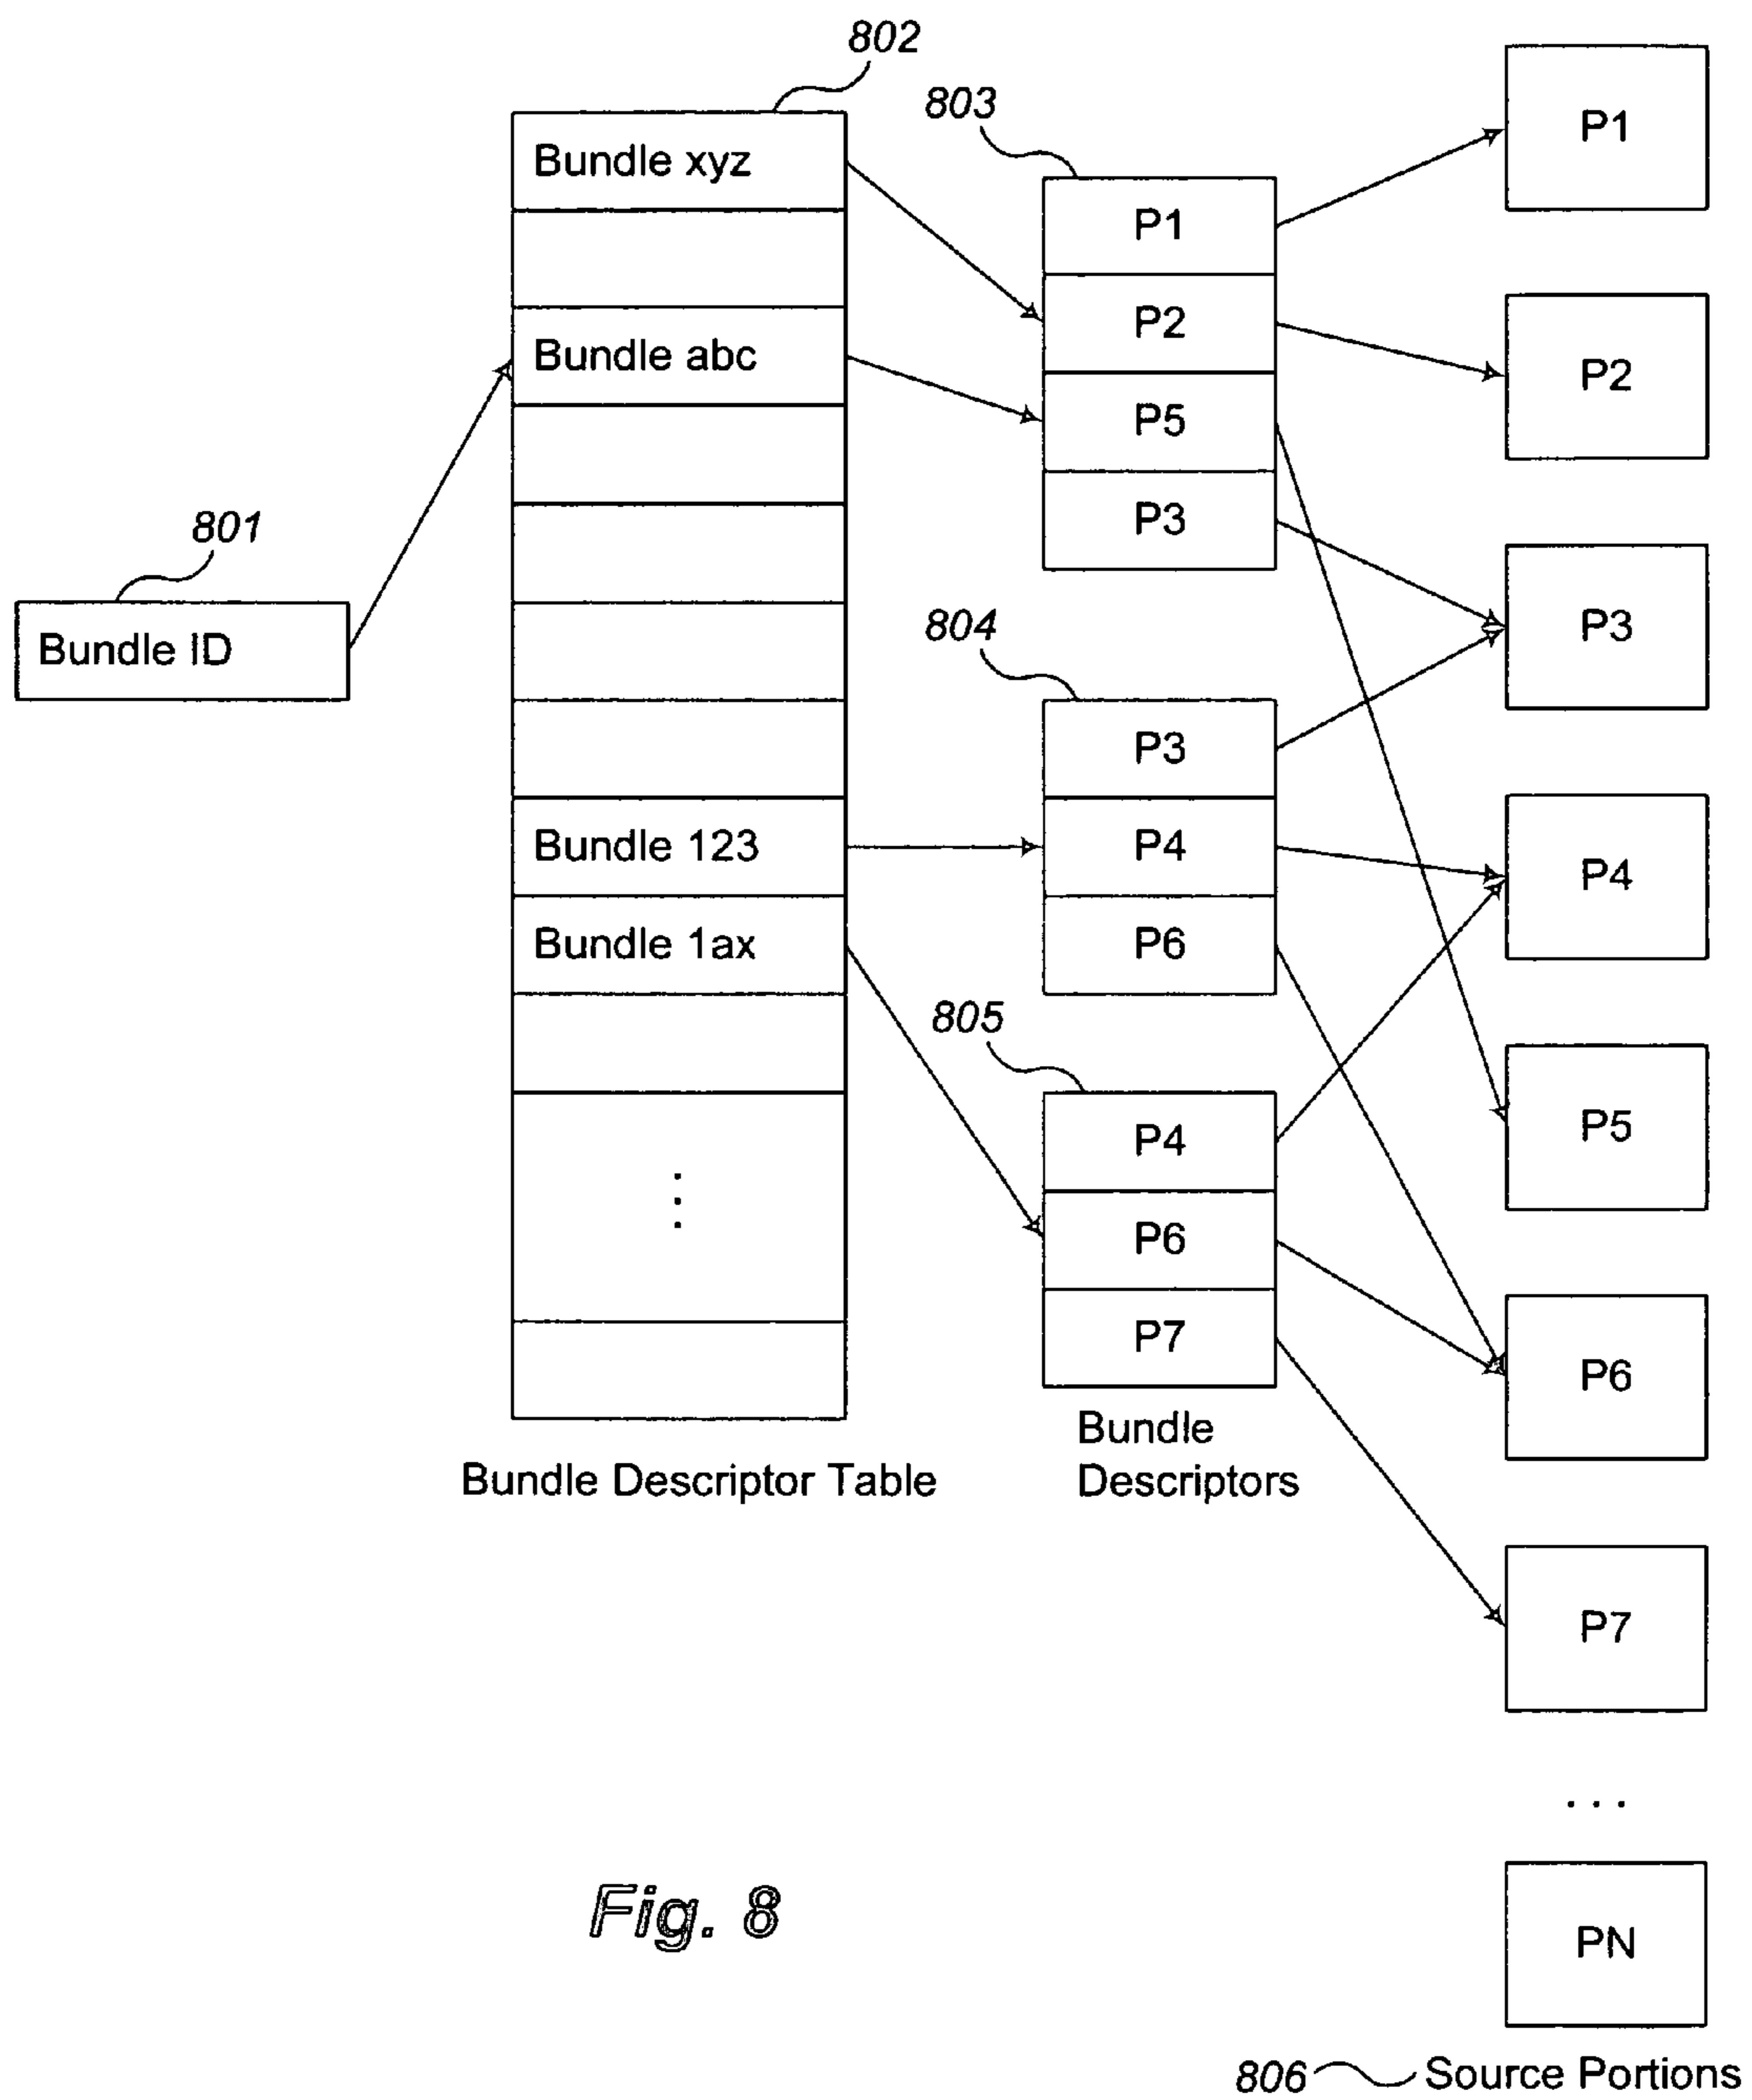 802
803
P1
Bundle xyz
P1
P2
Bundle abc
P2
P5
P3
801
Bundle ID
804
P3
P3
Bundle 123
P4
P4
Bundle 1ax
P6
805
P4
P5
P6
P7
P6
Bundle
Descriptors
Bundle Descriptor Table
P7
...
Fig. 8
PN
806 Source Portions